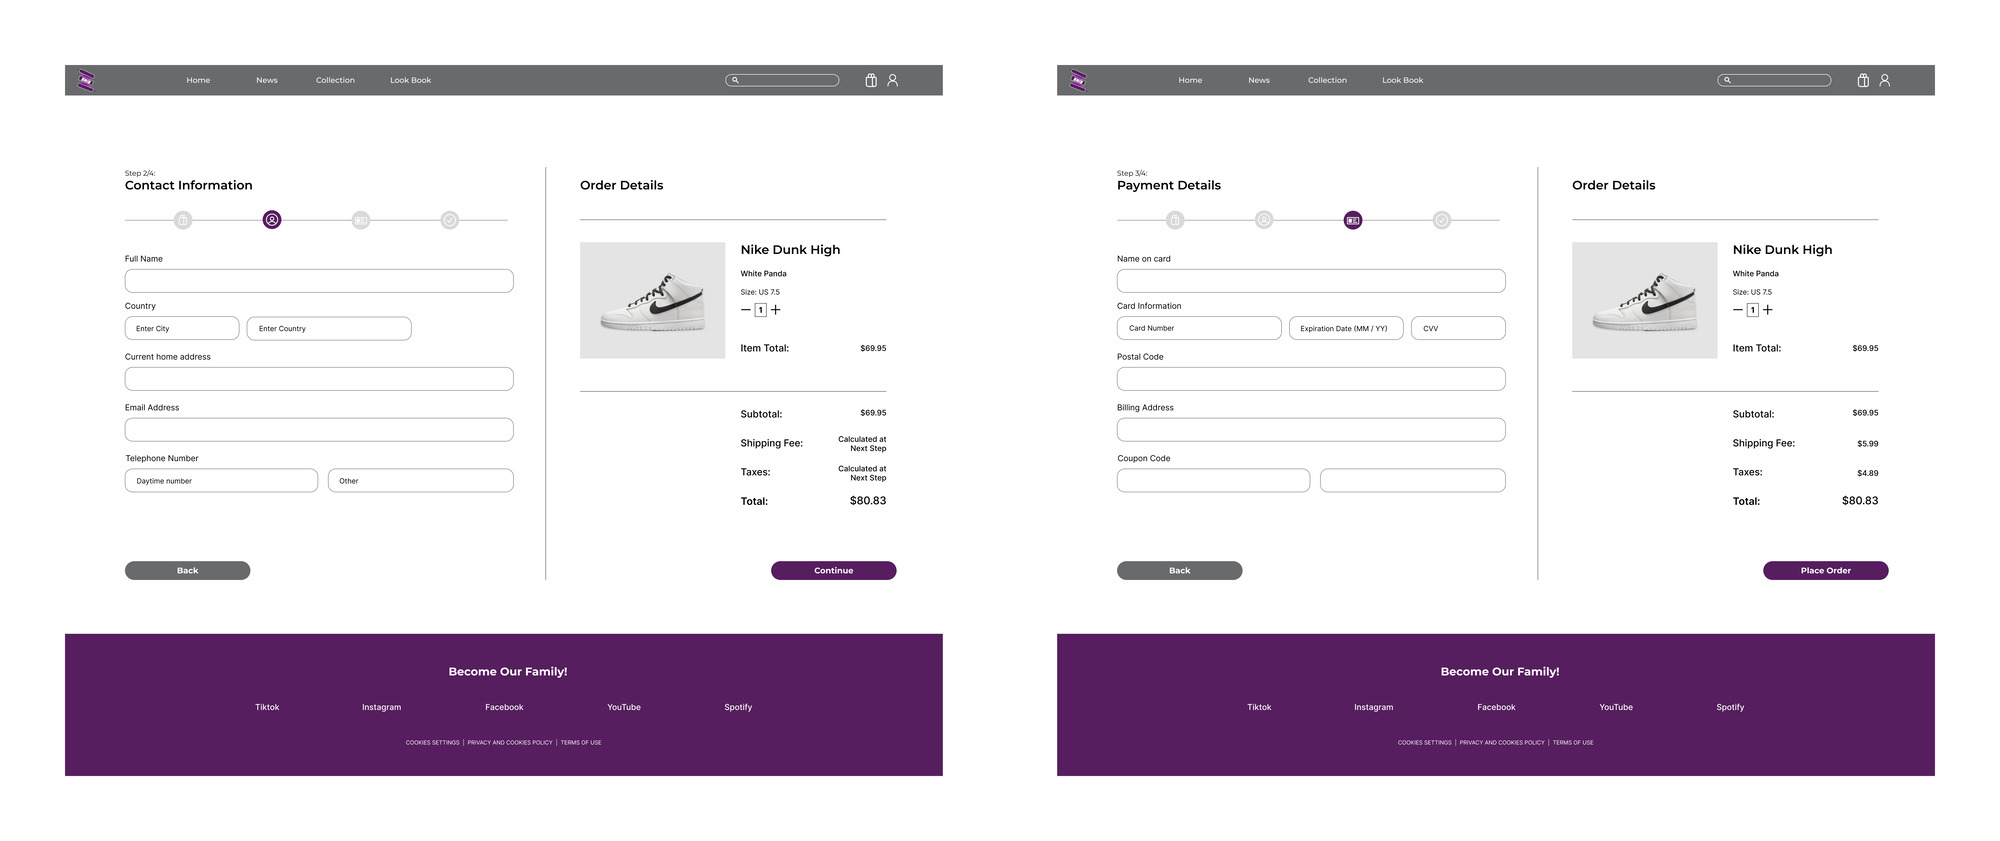 Home News Collection Look Book
Step 2/4:
Contact Information
Full Name
Country
Enter City Enter Country
Current home address
Email Address
Telephone Number
Daytime number Other
Back
Order Details
Nike Dunk High
White Panda
Size: US 7.5
1
Item Total: $69.95
Subtotal: $69.95
Shipping Fee: Calculated at
Next Step
Taxes: Calculated at
Next Step
Total: $80.83
Continue
Become Our Family!
Tiktok Instagram Facebook YouTube Spotify
COOKIES SETTINGS | PRIVACY AND COOKIES POLICY | TERMS OF USE
Home News Collection Look Book
Step 3/4:
Payment Details
Name on card
Card Information
Card Number Expiration Date (MM / YY) CVV
Postal Code
Billing Address
Coupon Code
Back
Order Details
Nike Dunk High
White Panda
Size: US 7.5
1
Item Total: $69.95
Subtotal: $69.95
Shipping Fee: $5.99
Taxes: $4.89
Total: $80.83
Place Order
Become Our Family!
Tiktok Instagram Facebook YouTube Spotify
COOKIES SETTINGS | PRIVACY AND COOKIES POLICY | TERMS OF USE